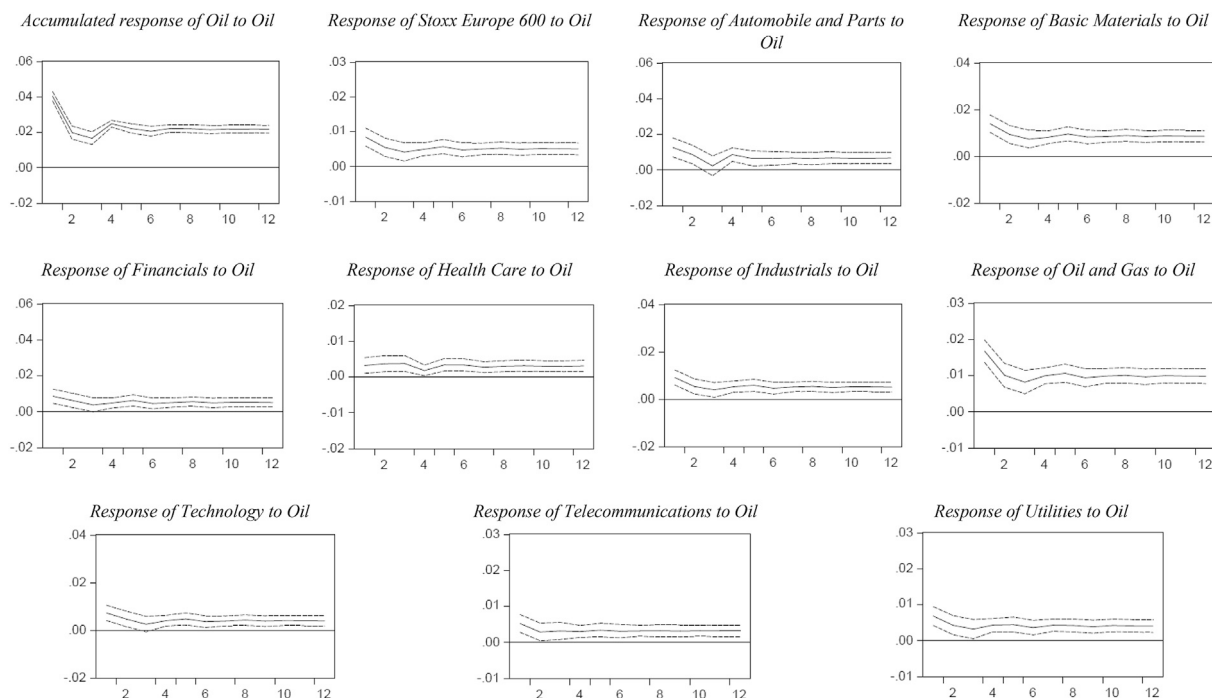 Accumulated response of Oil to Oil
Response of Stoxx Europe 600 to Oil
Response of Automobile and Parts to
Oil
Response of Basic Materials to Oil
.06
.04
.02
.00
-.02
2 4 6 8 10 12
.03
.02
.01
.00
-.01
2 4 6 8 10 12
.06
.04
.02
.00
-.02
2 4 6 8 10 12
.04
.02
.00
-.02
2 4 6 8 10 12
Response of Financials to Oil
Response of Health Care to Oil
Response of Industrials to Oil
Response of Oil and Gas to Oil
.06
.04
.02
.00
-.02
2 4 6 8 10 12
.02
.01
.00
-.01
-.02
2 4 6 8 10 12
.04
.02
.00
-.02
2 4 6 8 10 12
.03
.02
.01
.00
-.01
2 4 6 8 10 12
Response of Technology to Oil
Response of Telecommunications to Oil
Response of Utilities to Oil
.04
.02
.00
-.02
2 4 6 8 10 12
.03
.02
.01
.00
-.01
2 4 6 8 10 12
.03
.02
.01
.00
-.01
2 4 6 8 10 12